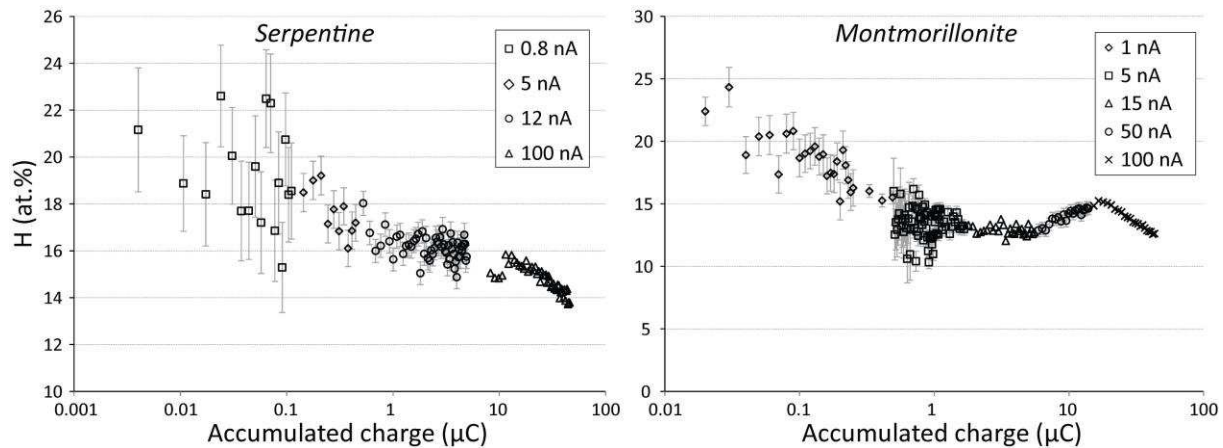 Serpentine
0.8 nA
5 nA
12 nA
100 nA
H (at.%)
26
24
22
20
18
16
14
12
10
0.001
0.01
0.1
1
10
100
Accumulated charge (μC)
Montmorillonite
1 nA
5 nA
15 nA
50 nA
100 nA
30
25
20
15
10
5
0
0.01
0.1
1
10
100
Accumulated charge (μC)